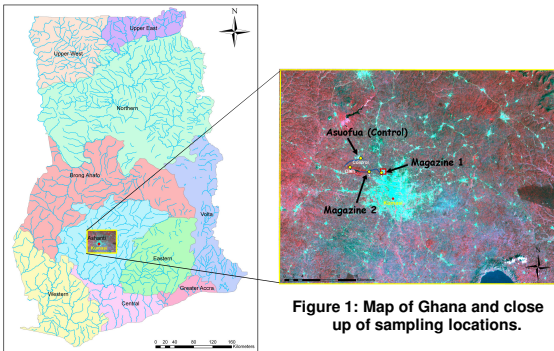 Upper East
Upper West
Northern
Brong Ahafo
Volta
Ashanti
Eastern
Western
Central
Greater Accra
0 20 40 80 120 160
Kilometers
Asuofua (Control)
Magazine 1
Magazine 2
Figure 1: Map of Ghana and close
up of sampling locations.